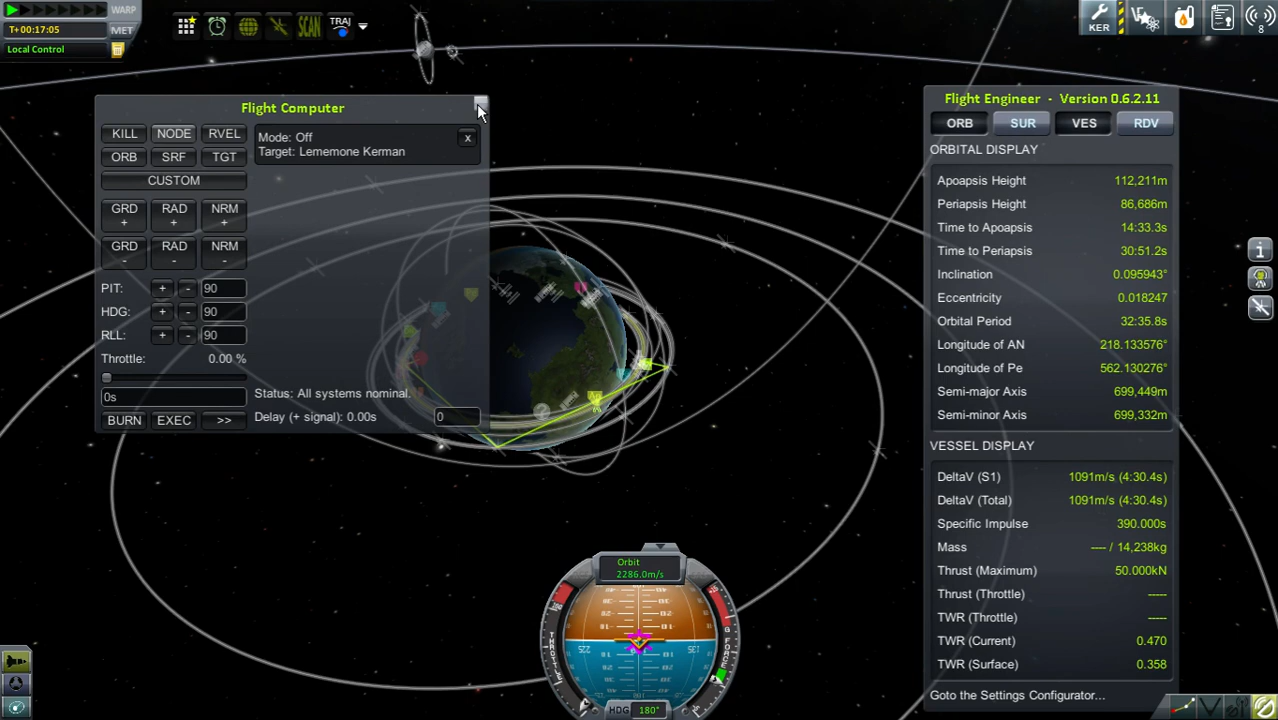 WARP
T+00:17:05
MET
Local Control
SCAN
TRAJ
KER
8
Flight Computer
KILL NODE RVEL
ORB SRF TGT
CUSTOM
GRD + RAD + NRM +
GRD - RAD - NRM -
PIT: + - 90
HDG: + - 90
RLL: + - 90
Throttle: 0.00 %
0s
BURN EXEC >>
Mode: Off
Target: Lememone Kerman
x
Status: All systems nominal.
Delay (+ signal): 0.00s 0
Flight Engineer - Version 0.6.2.11
ORB SUR VES RDV
ORBITAL DISPLAY
Apoapsis Height 112,211m
Periapsis Height 86,686m
Time to Apoapsis 14:33.3s
Time to Periapsis 30:51.2s
Inclination 0.095943°
Eccentricity 0.018247
Orbital Period 32:35.8s
Longitude of AN 218.133576°
Longitude of Pe 562.130276°
Semi-major Axis 699,449m
Semi-minor Axis 699,332m
VESSEL DISPLAY
DeltaV (S1) 1091m/s (4:30.4s)
DeltaV (Total) 1091m/s (4:30.4s)
Specific Impulse 390.000s
Mass ---- / 14,238kg
Thrust (Maximum) 50.000kN
Thrust (Throttle) -----
TWR (Throttle) -----
TWR (Current) 0.470
TWR (Surface) 0.358
Goto the Settings Configurator...
Orbit
2286.0m/s
HDG 180°